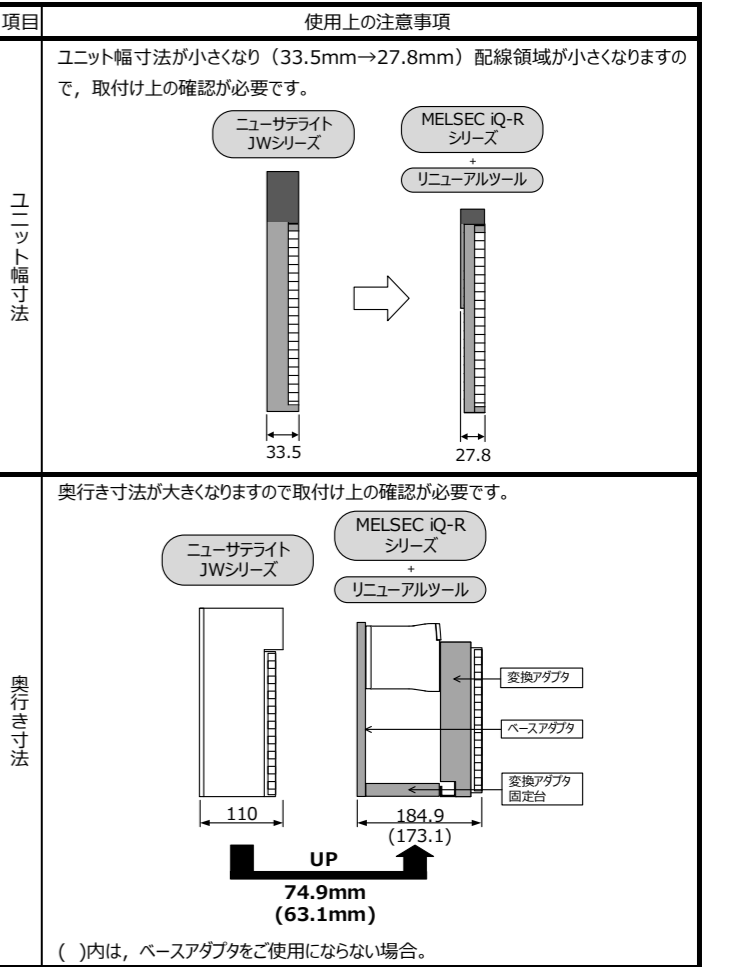 項目
使用上の注意事項
ユニット幅寸法
ユニット幅寸法が小さくなり（33.5mm→27.8mm）配線領域が小さくなりますの
で，取付け上の確認が必要です。
ニューサテライト
JWシリーズ
MELSEC iQ-R
シリーズ
+
リニューアルツール
33.5
27.8
奥行き寸法
奥行き寸法が大きくなりますので取付け上の確認が必要です。
ニューサテライト
JWシリーズ
MELSEC iQ-R
シリーズ
+
リニューアルツール
変換アダプタ
ベースアダプタ
変換アダプタ
固定台
110
184.9
(173.1)
UP
74.9mm
(63.1mm)
( )内は，ベースアダプタをご使用にならない場合。